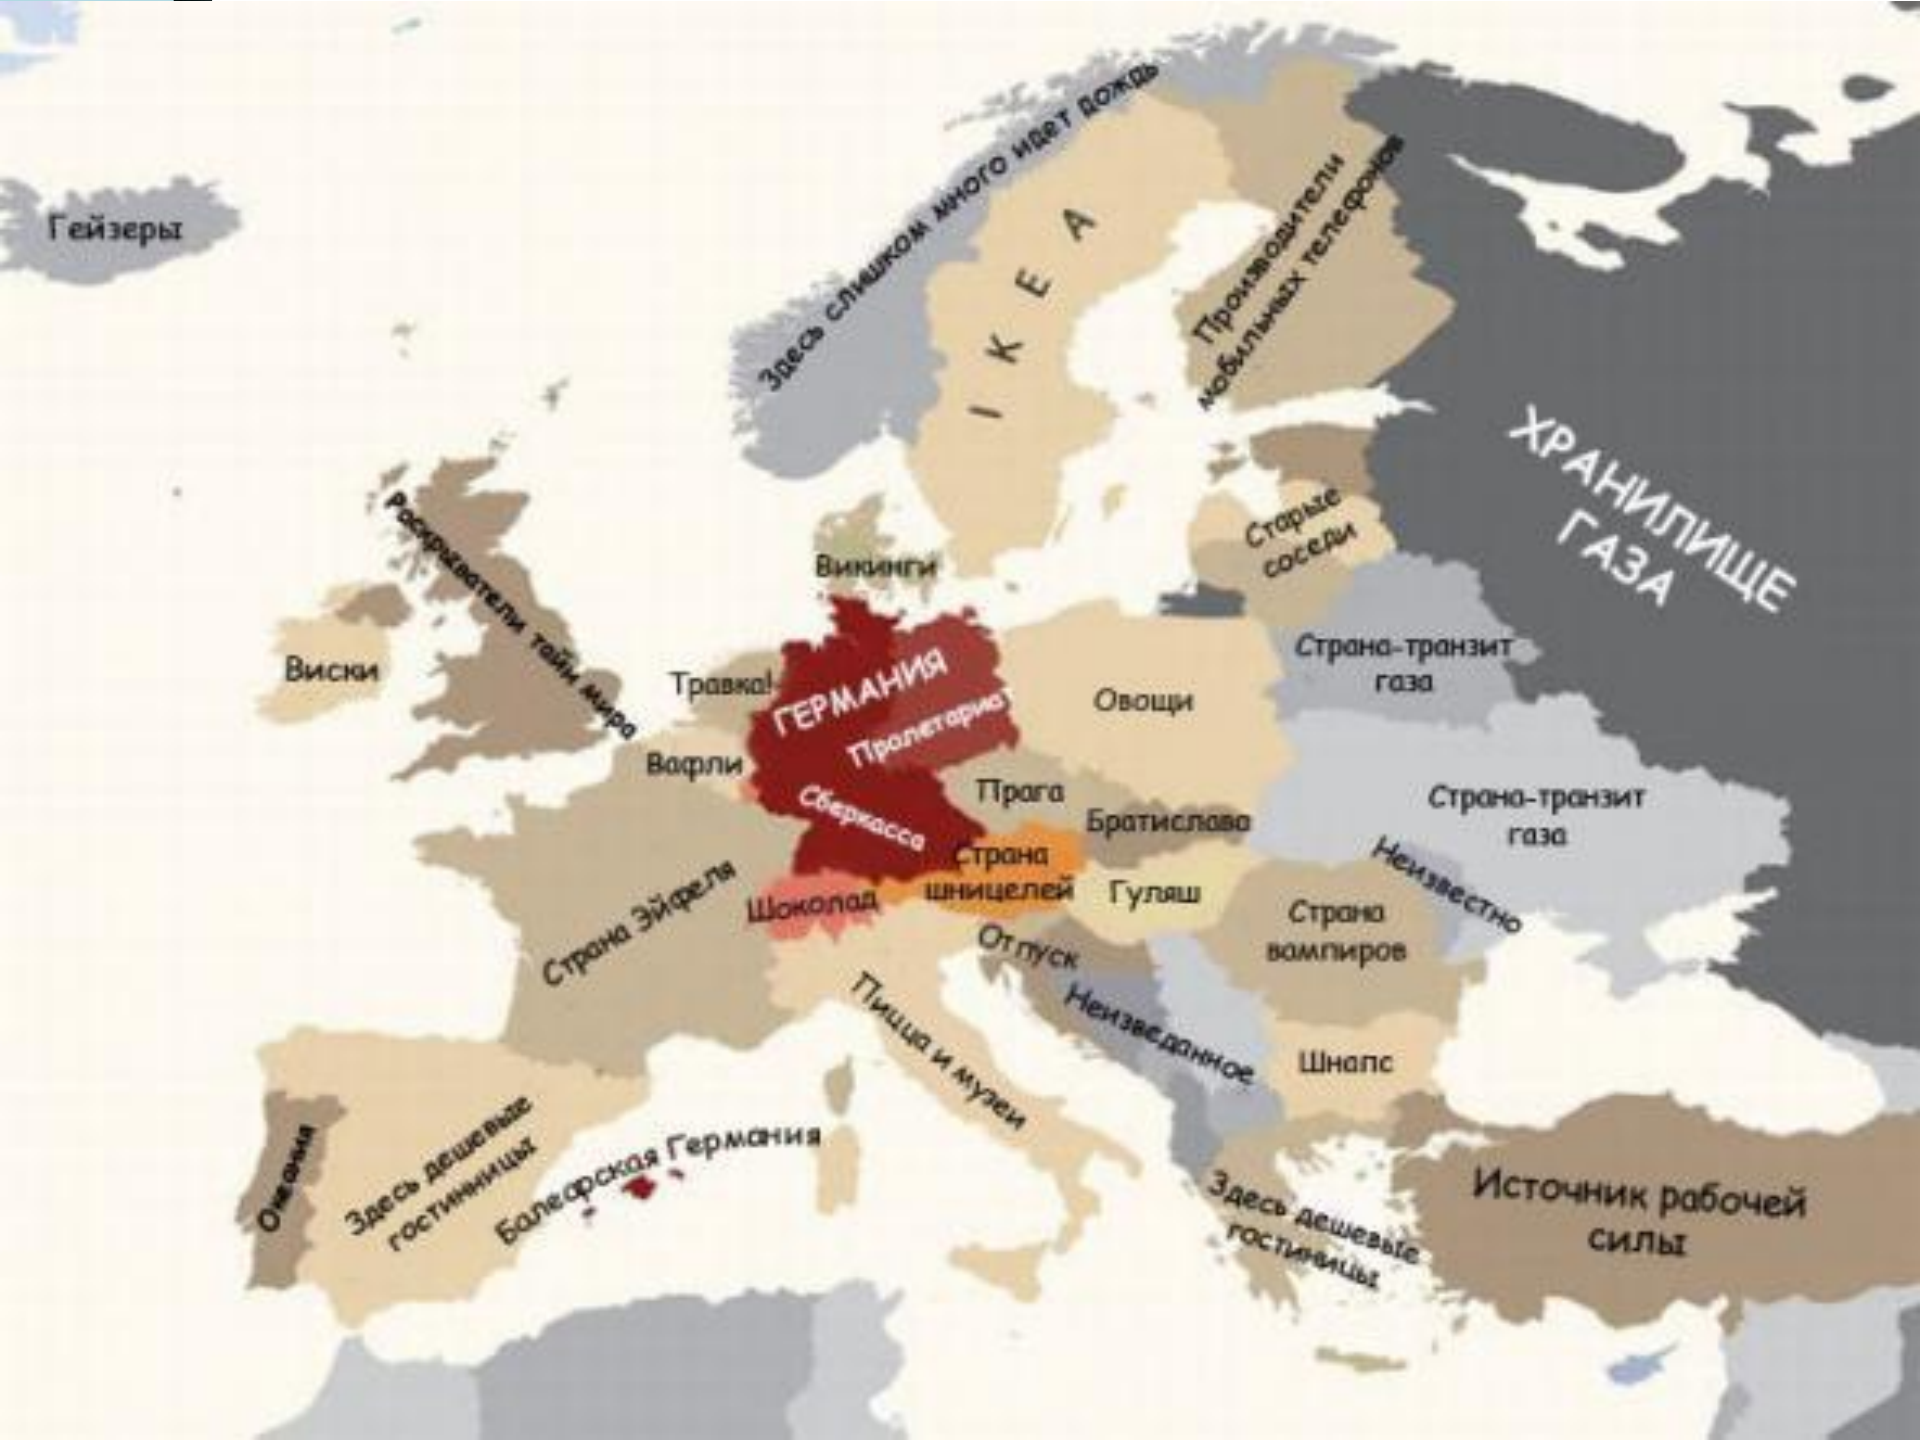 Здесь слишком много идет дождь
Гейзеры
I K E A
Производители
мобильных телефонов
ХРАНИЛИЩЕ
ГАЗА
Старые
соседи
Раскрыватели тайн мира
Викинги
Виски
Травка!
ГЕРМАНИЯ
Пролетариат
Сберкасса
Овощи
Страна-транзит
газа
Вафли
Прага
Братислава
Страна-транзит
газа
Неизвестно
Страна
шницелей
Гуляш
Шоколад
Страна Эйфеля
Страна
вампиров
Отпуск
Неизведанное
Пицца и музеи
Шнапс
Здесь дешевые
гостинницы
Балеарская Германия
Источник рабочей
силы
Здесь дешевые
гостиницы